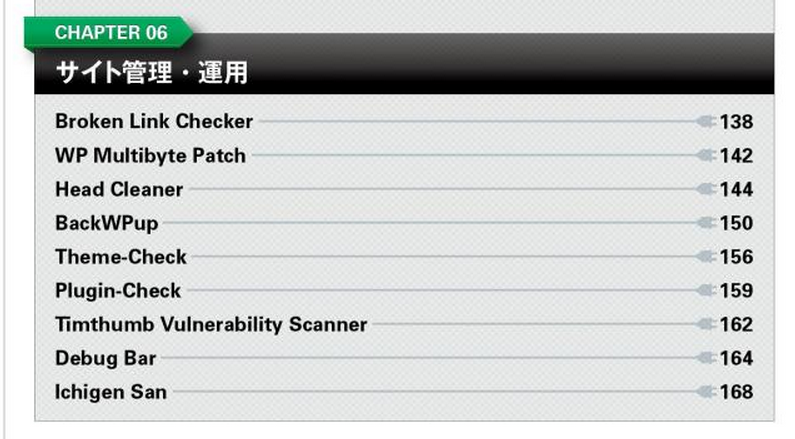 CHAPTER 06
サイト管理・運用
Broken Link Checker 138
WP Multibyte Patch 142
Head Cleaner 144
BackWPup 150
Theme-Check 156
Plugin-Check 159
Timthumb Vulnerability Scanner 162
Debug Bar 164
Ichigen San 168